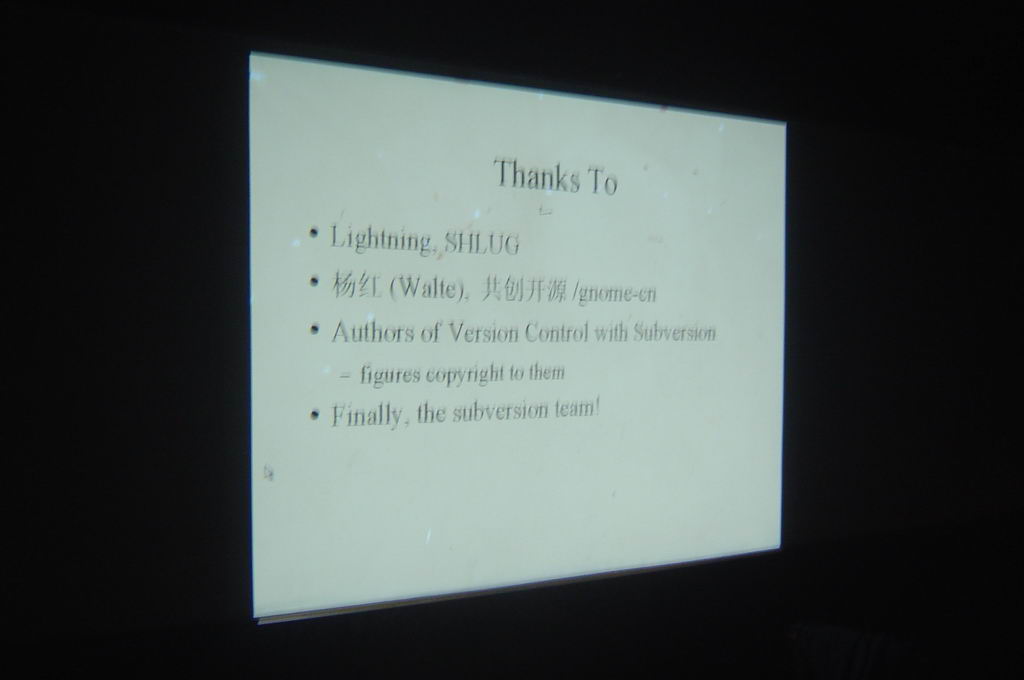 Thanks To
• Lightning, SHLUG
• 杨红 (Walte), 共创开源 /gnome-cn
• Authors of Version Control with Subversion
– figures copyright to them
• Finally, the subversion team!